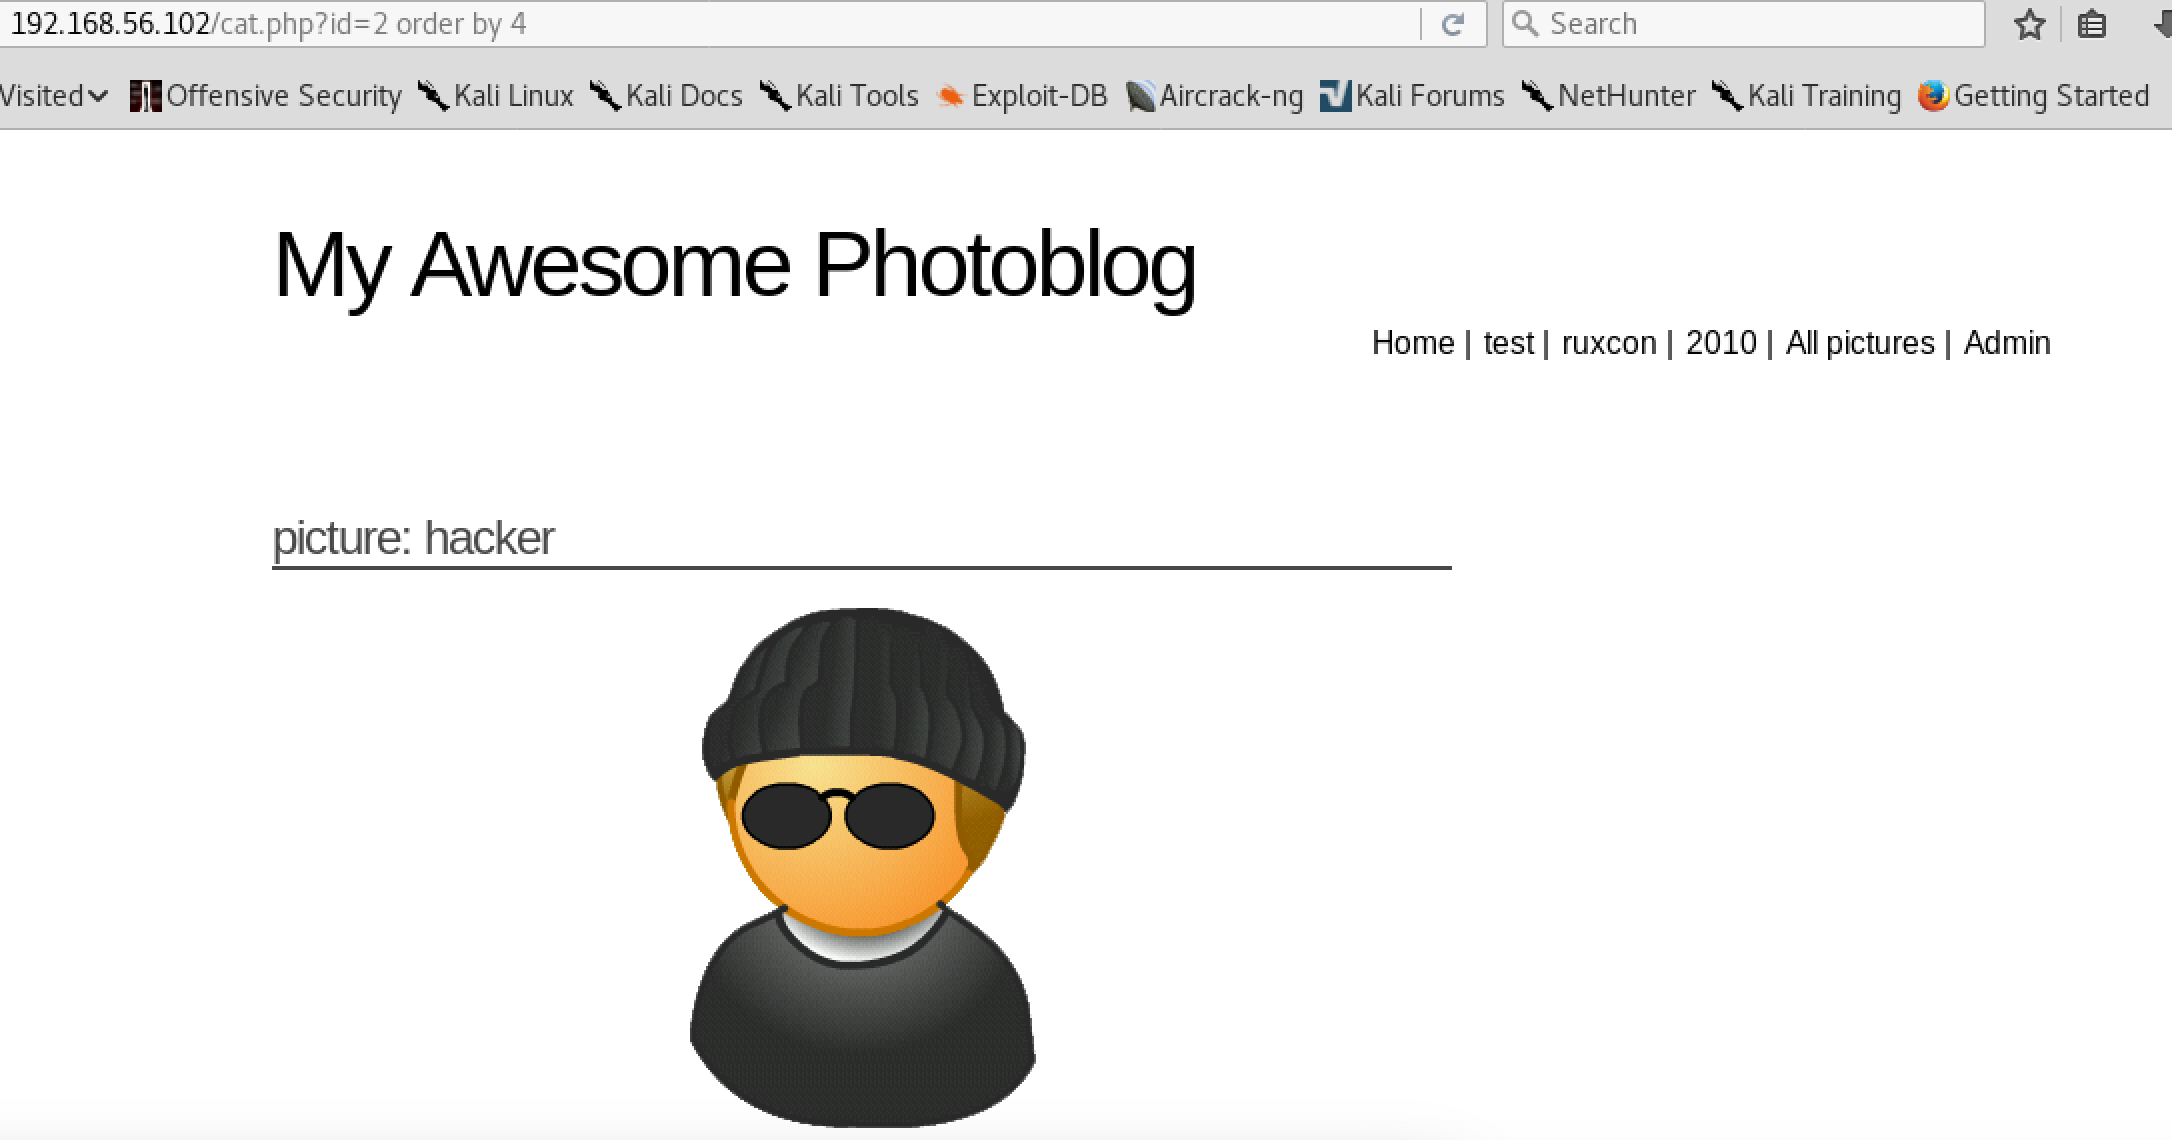 192.168.56.102/cat.php?id=2 order by 4 Search
Visited Offensive Security Kali Linux Kali Docs Kali Tools Exploit-DB Aircrack-ng Kali Forums NetHunter Kali Training Getting Started
My Awesome Photoblog
Home | test | ruxcon | 2010 | All pictures | Admin
picture: hacker